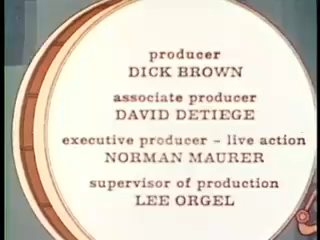 producer
DICK BROWN
associate producer
DAVID DETIEGE
executive producer – live action
NORMAN MAURER
supervisor of production
LEE ORGEL